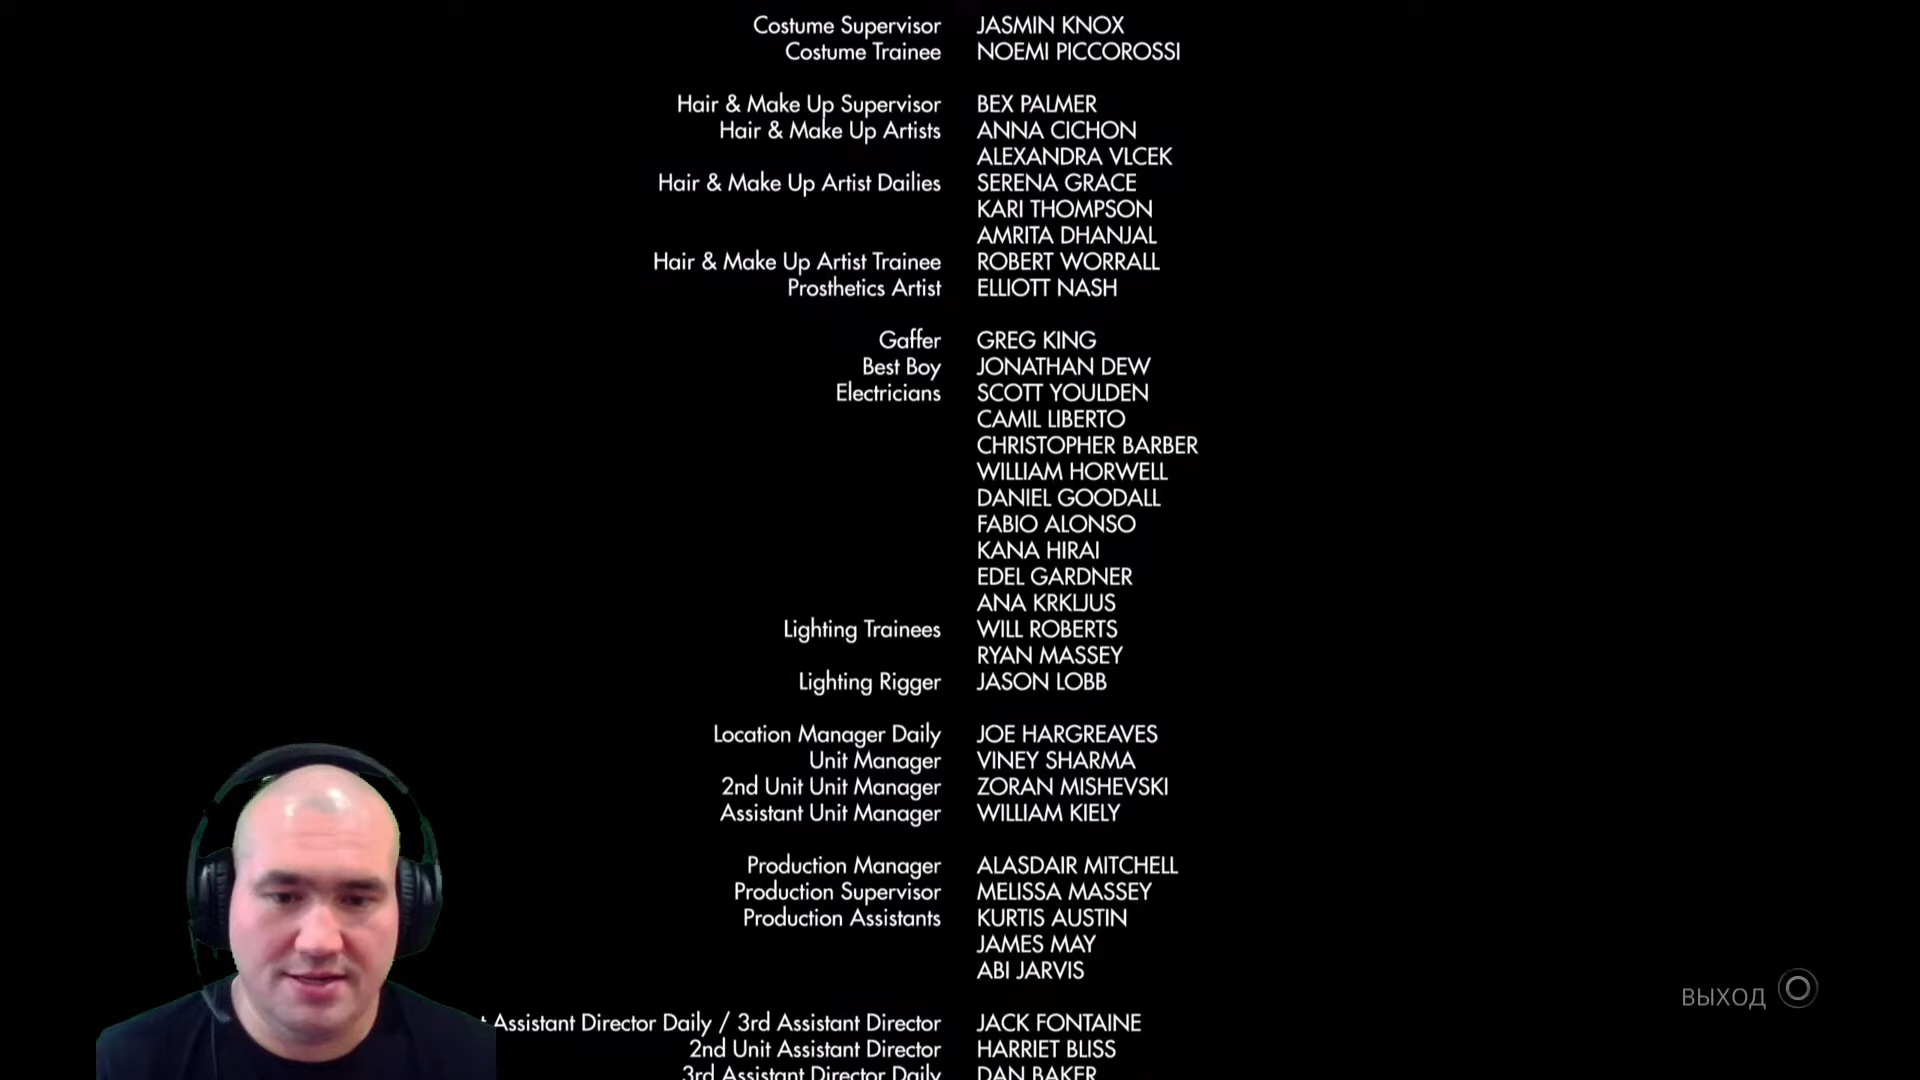 Costume Supervisor JASMIN KNOX
Costume Trainee NOEMI PICCOROSSI
Hair & Make Up Supervisor BEX PALMER
Hair & Make Up Artists ANNA CICHON
ALEXANDRA VLCEK
Hair & Make Up Artist Dailies SERENA GRACE
KARI THOMPSON
AMRITA DHANJAL
Hair & Make Up Artist Trainee ROBERT WORRALL
Prosthetics Artist ELLIOTT NASH
Gaffer GREG KING
Best Boy JONATHAN DEW
Electricians SCOTT YOULDEN
CAMIL LIBERTO
CHRISTOPHER BARBER
WILLIAM HORWELL
DANIEL GOODALL
FABIO ALONSO
KANA HIRAI
EDEL GARDNER
ANA KRKLJUS
Lighting Trainees WILL ROBERTS
RYAN MASSEY
Lighting Rigger JASON LOBB
Location Manager Daily JOE HARGREAVES
Unit Manager VINEY SHARMA
2nd Unit Unit Manager ZORAN MISHEVSKI
Assistant Unit Manager WILLIAM KIELY
Production Manager ALASDAIR MITCHELL
Production Supervisor MELISSA MASSEY
Production Assistants KURTIS AUSTIN
JAMES MAY
ABI JARVIS
ВЫХОД
Assistant Director Daily / 3rd Assistant Director JACK FONTAINE
2nd Unit Assistant Director HARRIET BLISS
3rd Assistant Director Daily DAN BAKER